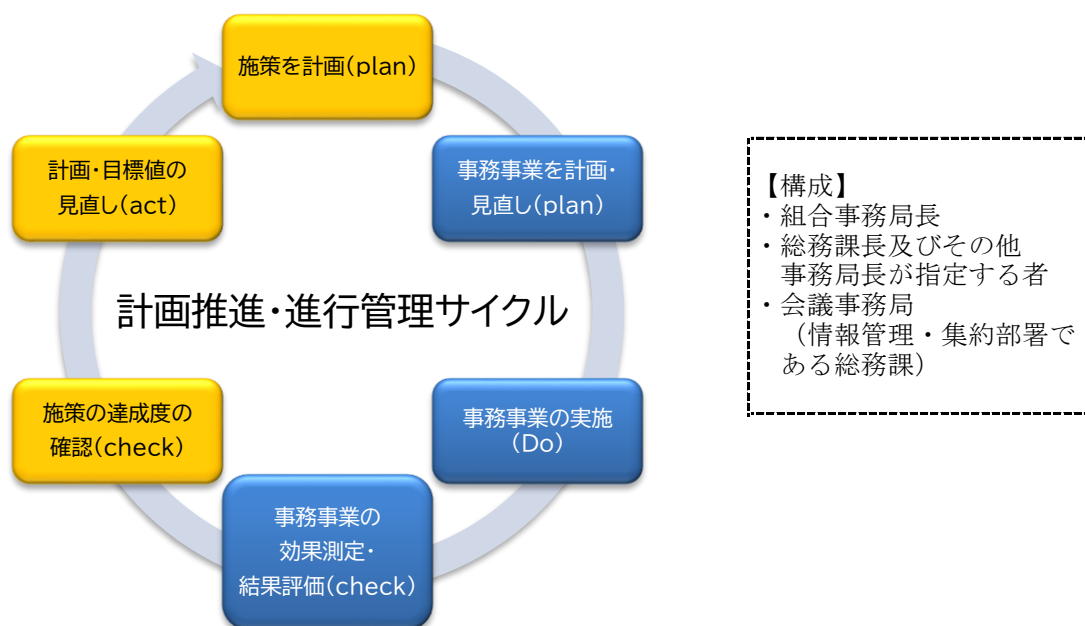 施策を計画(plan)
事務事業を計画・
見直し(plan)
事務事業の実施
(Do)
事務事業の
効果測定・
結果評価(check)
施策の達成度の
確認(check)
計画・目標値の
見直し(act)
計画推進・進行管理サイクル
【構成】
・組合事務局長
・総務課長及びその他
事務局長が指定する者
・会議事務局
（情報管理・集約部署で
ある総務課）